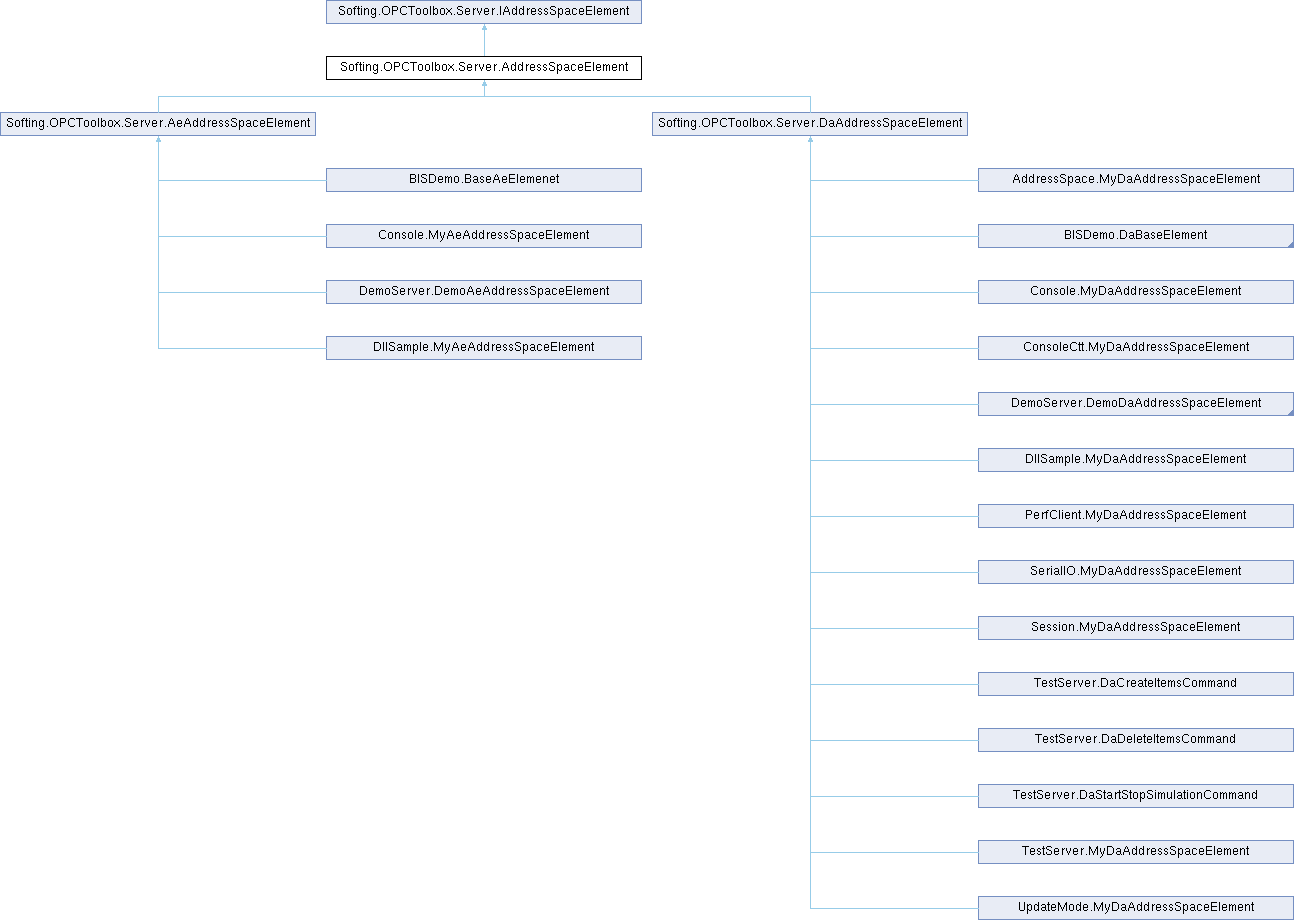 Softing.OPCToolbox.Server.IAddressSpaceElement
Softing.OPCToolbox.Server.AddressSpaceElement
Softing.OPCToolbox.Server.AeAddressSpaceElement
Softing.OPCToolbox.Server.DaAddressSpaceElement
BISDemo.BaseAeElemenet
AddressSpace.MyDaAddressSpaceElement
Console.MyAeAddressSpaceElement
BISDemo.DaBaseElement
DemoServer.DemoAeAddressSpaceElement
Console.MyDaAddressSpaceElement
DllSample.MyAeAddressSpaceElement
ConsoleCtt.MyDaAddressSpaceElement
DemoServer.DemoDaAddressSpaceElement
DllSample.MyDaAddressSpaceElement
PerfClient.MyDaAddressSpaceElement
SerialIO.MyDaAddressSpaceElement
Session.MyDaAddressSpaceElement
TestServer.DaCreateItemsCommand
TestServer.DaDeleteItemsCommand
TestServer.DaStartStopSimulationCommand
TestServer.MyDaAddressSpaceElement
UpdateMode.MyDaAddressSpaceElement